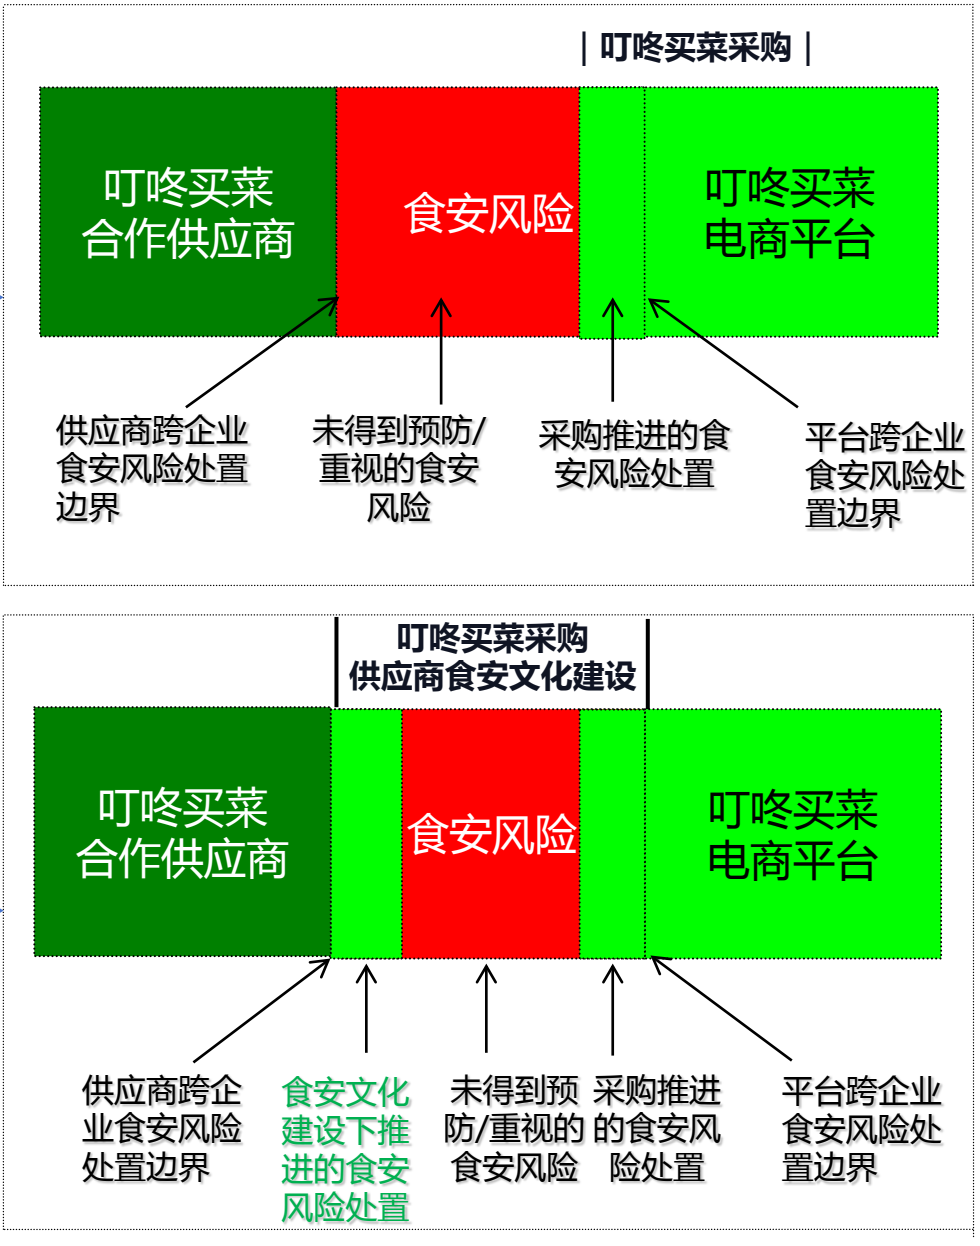 | 叮咚买菜采购 |
叮咚买菜
合作供应商
食安风险
叮咚买菜
电商平台
供应商跨企业
食安风险处置
边界
未得到预防/
重视的食安
风险
采购推进的食
安风险处置
平台跨企业
食安风险处
置边界
叮咚买菜采购
供应商食安文化建设
叮咚买菜
合作供应商
食安风险
叮咚买菜
电商平台
供应商跨企
业食安风险
处置边界
食安文化
建设下推
进的食安
风险处置
未得到预
防/重视的
食安风险
采购推进
的食安风
险处置
平台跨企业
食安风险处
置边界